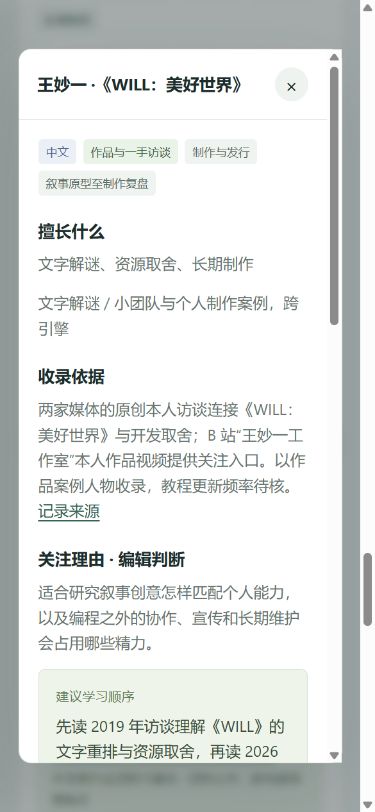 王妙一 ·《WILL：美好世界》
×
中文
作品与一手访谈
制作与发行
叙事原型至制作复盘
擅长什么
文字解谜、资源取舍、长期制作
文字解谜 / 小团队与个人制作案例，跨
引擎
收录依据
两家媒体的原创本人访谈连接《WILL：
美好世界》与开发取舍；B 站“王妙一工
作室”本人作品视频提供关注入口。以作
品案例人物收录，教程更新频率待核。
记录来源
关注理由 · 编辑判断
适合研究叙事创意怎样匹配个人能力，
以及编程之外的协作、宣传和长期维护
会占用哪些精力。
建议学习顺序
先读 2019 年访谈理解《WILL》的
文字重排与资源取舍，再读 2026